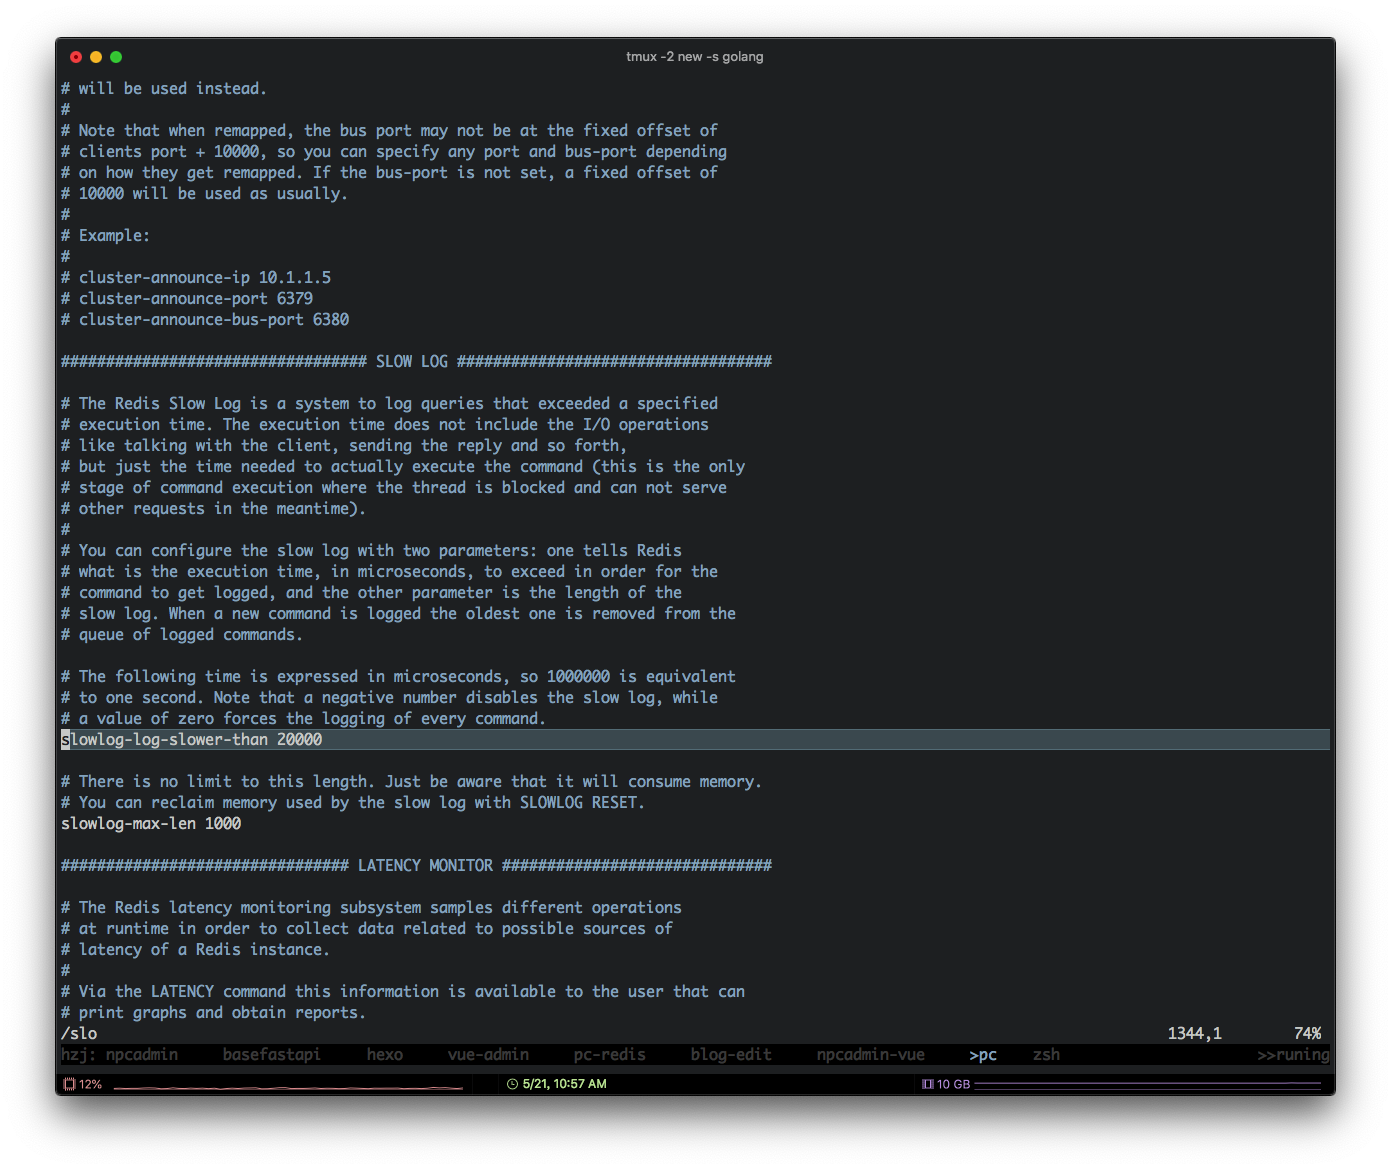 tmux -2 new -s golang
# will be used instead.
#
# Note that when remapped, the bus port may not be at the fixed offset of
# clients port + 10000, so you can specify any port and bus-port depending
# on how they get remapped. If the bus-port is not set, a fixed offset of
# 10000 will be used as usually.
#
# Example:
#
# cluster-announce-ip 10.1.1.5
# cluster-announce-port 6379
# cluster-announce-bus-port 6380
################################## SLOW LOG ###################################
# The Redis Slow Log is a system to log queries that exceeded a specified
# execution time. The execution time does not include the I/O operations
# like talking with the client, sending the reply and so forth,
# but just the time needed to actually execute the command (this is the only
# stage of command execution where the thread is blocked and can not serve
# other requests in the meantime).
#
# You can configure the slow log with two parameters: one tells Redis
# what is the execution time, in microseconds, to exceed in order for the
# command to get logged, and the other parameter is the length of the
# slow log. When a new command is logged the oldest one is removed from the
# queue of logged commands.
# The following time is expressed in microseconds, so 1000000 is equivalent
# to one second. Note that a negative number disables the slow log, while
# a value of zero forces the logging of every command.
slowlog-log-slower-than 20000
# There is no limit to this length. Just be aware that it will consume memory.
# You can reclaim memory used by the slow log with SLOWLOG RESET.
slowlog-max-len 1000
################################ LATENCY MONITOR ##############################
# The Redis latency monitoring subsystem samples different operations
# at runtime in order to collect data related to possible sources of
# latency of a Redis instance.
#
# Via the LATENCY command this information is available to the user that can
# print graphs and obtain reports.
/slo 1344,1 74%
hzj: npcadmin basefastapi hexo vue-admin pc-redis blog-edit npcadmin-vue >pc zsh >>runing
12% 5/21, 10:57 AM 10 GB